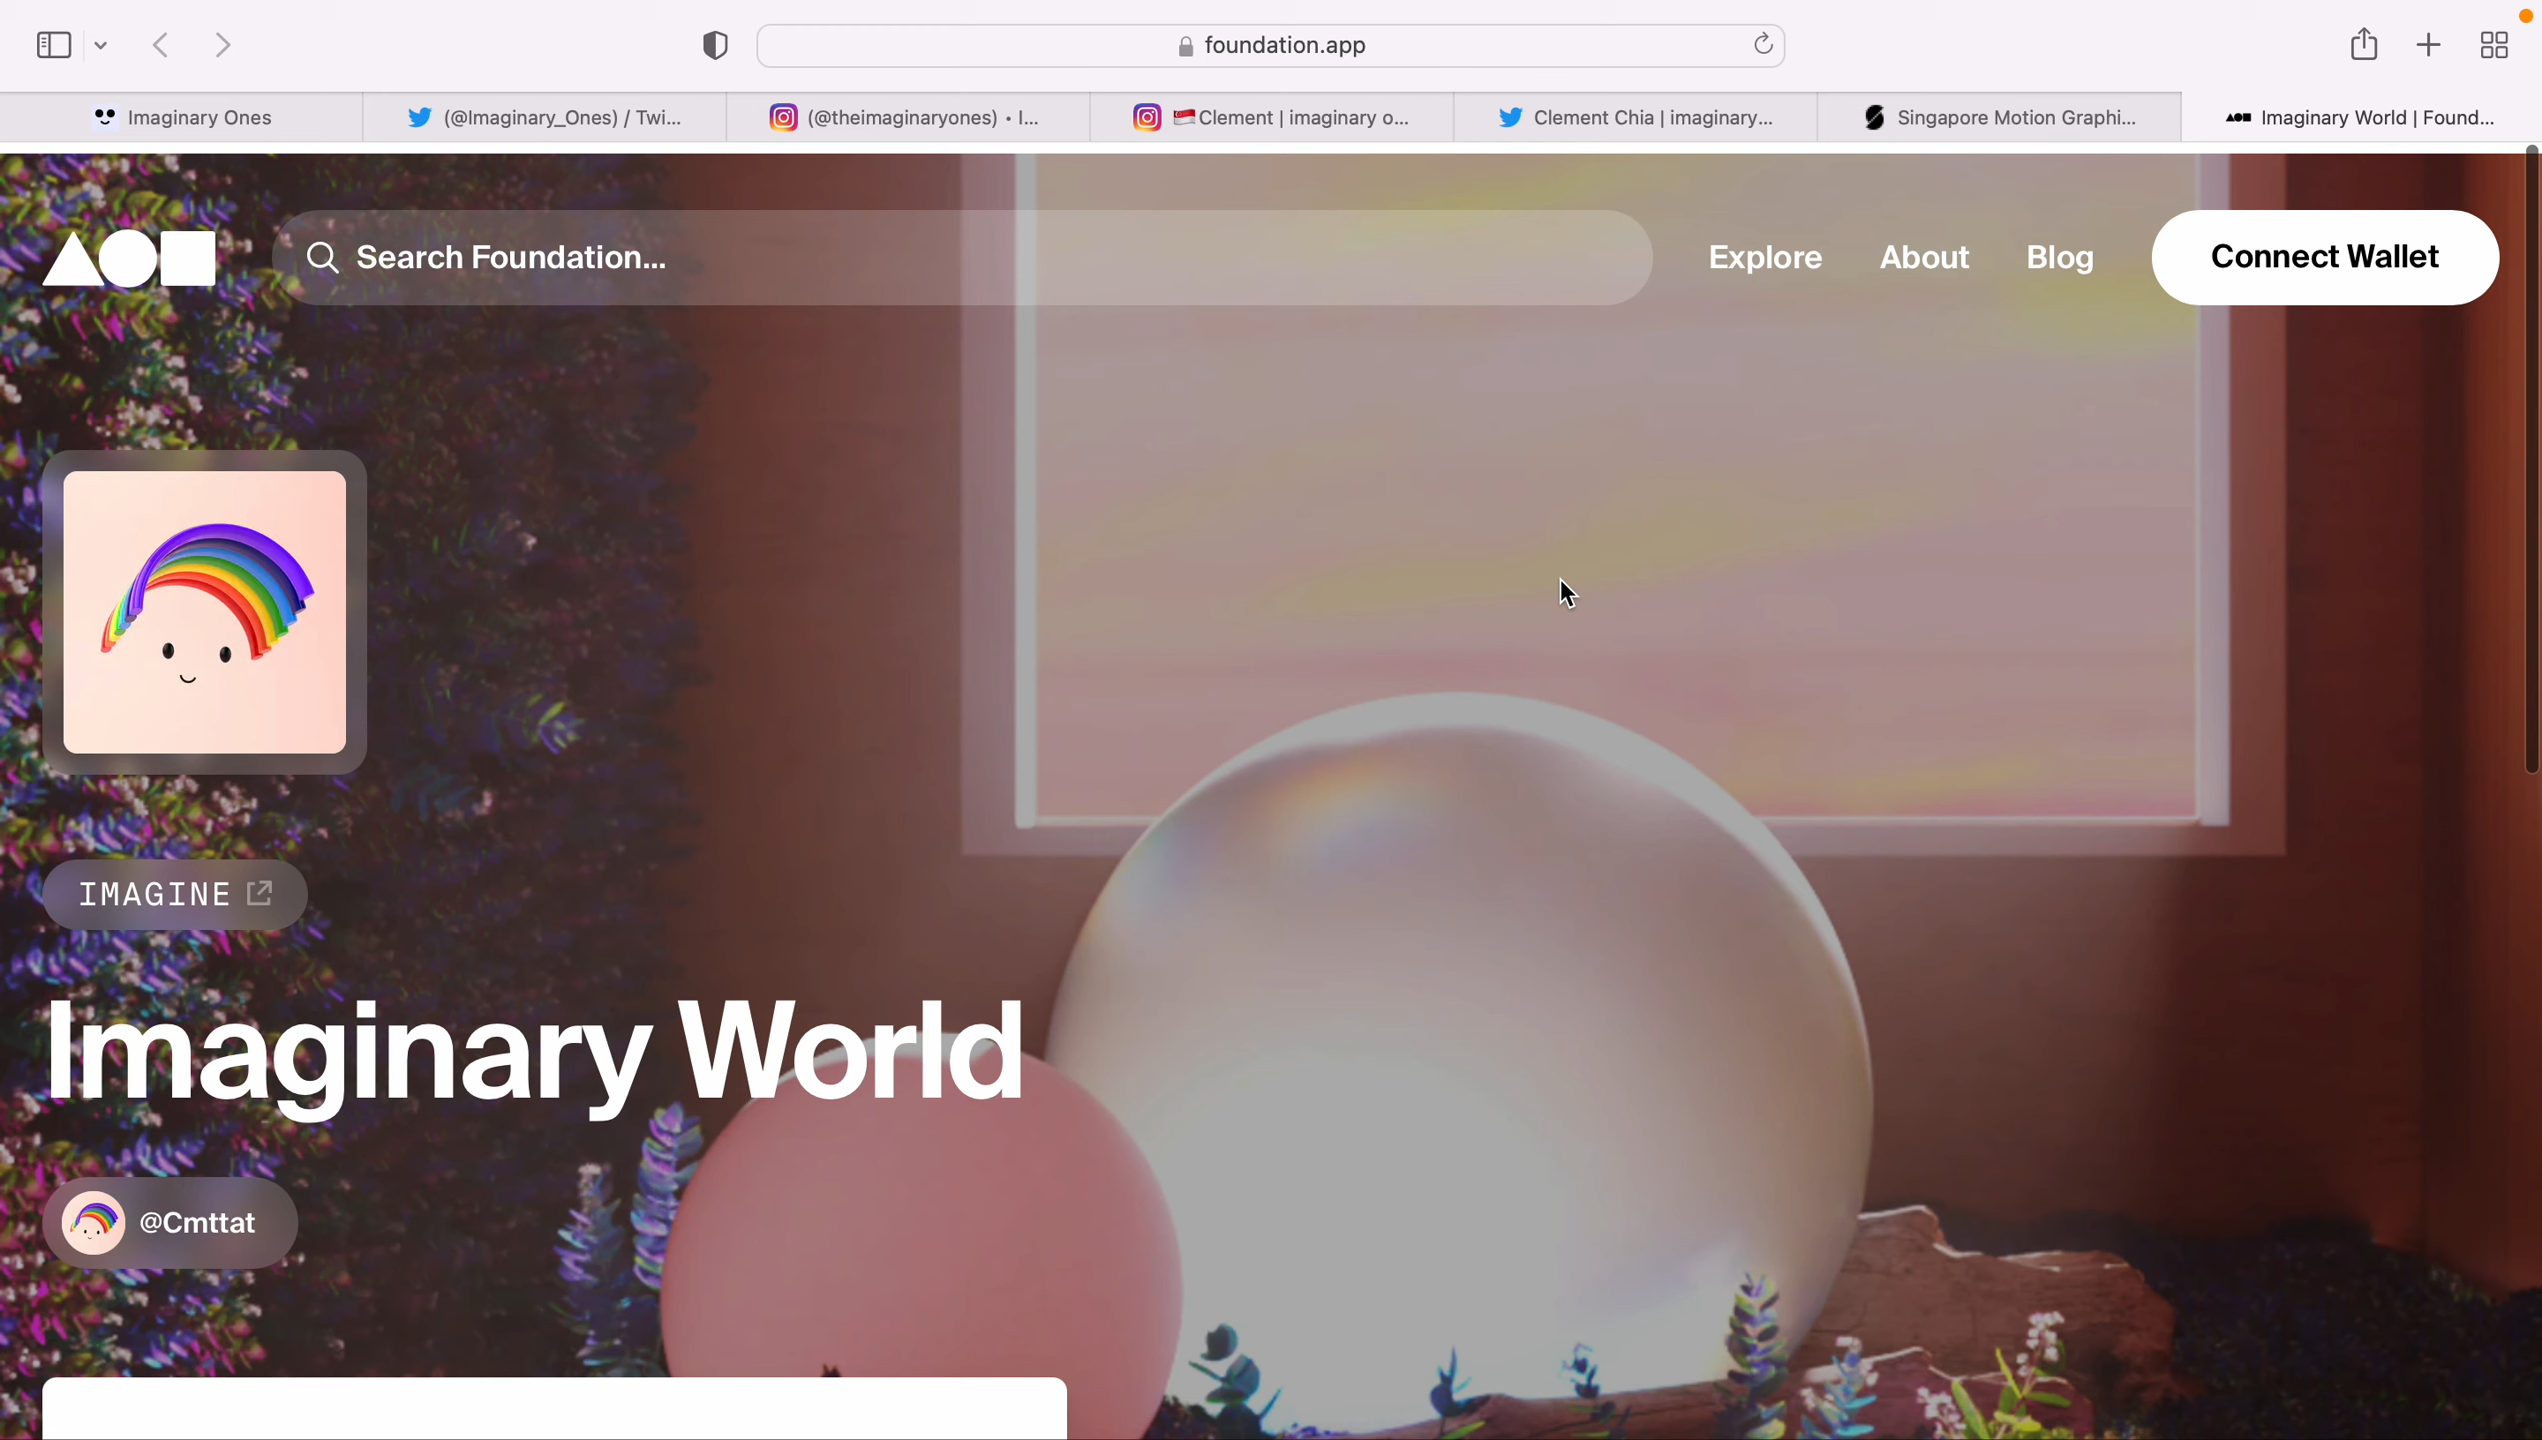 foundation.app
Imaginary Ones
(@Imaginary_Ones) / Twi...
(@theimaginaryones) • I...
🇸🇬Clement | imaginary o...
Clement Chia | imaginary...
Singapore Motion Graphi...
Imaginary World | Found...
Search Foundation...
Explore
About
Blog
Connect Wallet
IMAGINE
Imaginary World
@Cmttat